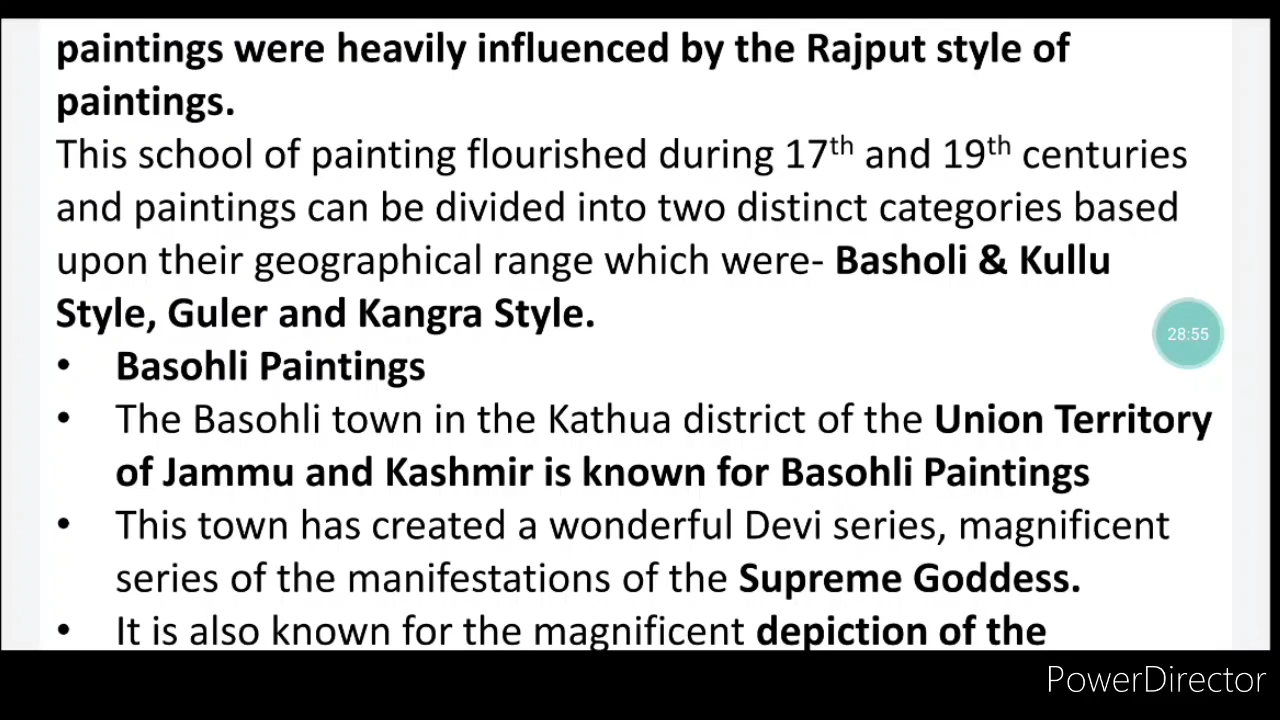 paintings were heavily influenced by the Rajput style of
paintings.
This school of painting flourished during 17th and 19th centuries
and paintings can be divided into two distinct categories based
upon their geographical range which were- Basholi & Kullu
Style, Guler and Kangra Style.
28:55
• Basohli Paintings
• The Basohli town in the Kathua district of the Union Territory
of Jammu and Kashmir is known for Basohli Paintings
• This town has created a wonderful Devi series, magnificent
series of the manifestations of the Supreme Goddess.
• It is also known for the magnificent depiction of the
PowerDirector